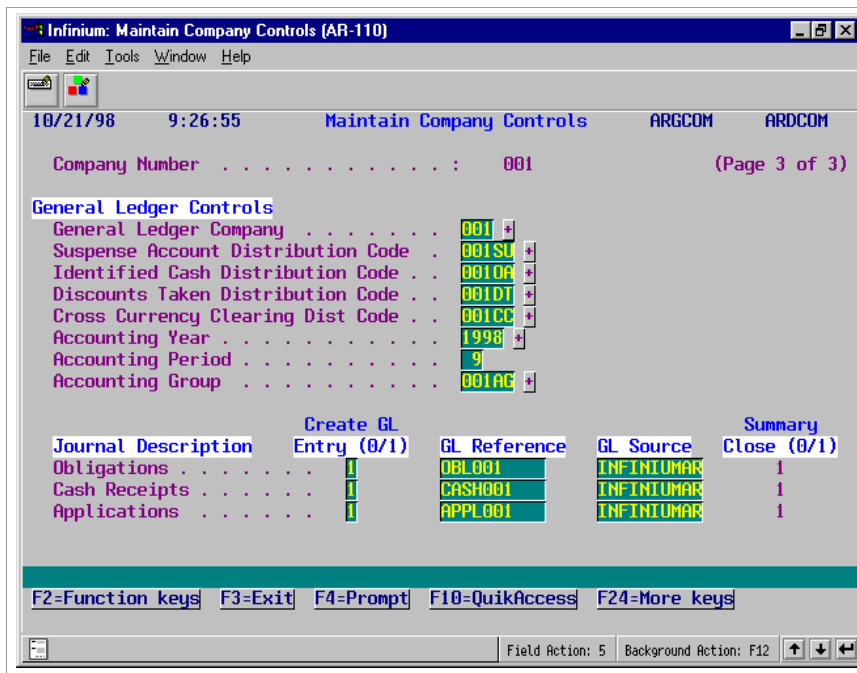 Infinium: Maintain Company Controls (AR-110)
File Edit Tools Window Help
10/21/98 9:26:55 Maintain Company Controls ARGCOM ARDCOM
Company Number . . . . . . . . . . . : 001 (Page 3 of 3)
General Ledger Controls
General Ledger Company . . . . . . . 001 +
Suspense Account Distribution Code . 001SU +
Identified Cash Distribution Code . . 001OA +
Discounts Taken Distribution Code . . 001DT +
Cross Currency Clearing Dist Code . . 001CC +
Accounting Year . . . . . . . . . . . 1998 +
Accounting Period . . . . . . . . . . 9
Accounting Group . . . . . . . . . . 001AG +
Create GL Summary
Journal Description Entry (0/1) GL Reference GL Source Close (0/1)
Obligations . . . . . . . 1 OBL001 INFINIUMAR 1
Cash Receipts . . . . . . 1 CASH001 INFINIUMAR 1
Applications . . . . . . 1 APPL001 INFINIUMAR 1
F2=Function keys F3=Exit F4=Prompt F10=QuikAccess F24=More keys
Field Action: 5 Background Action: F12